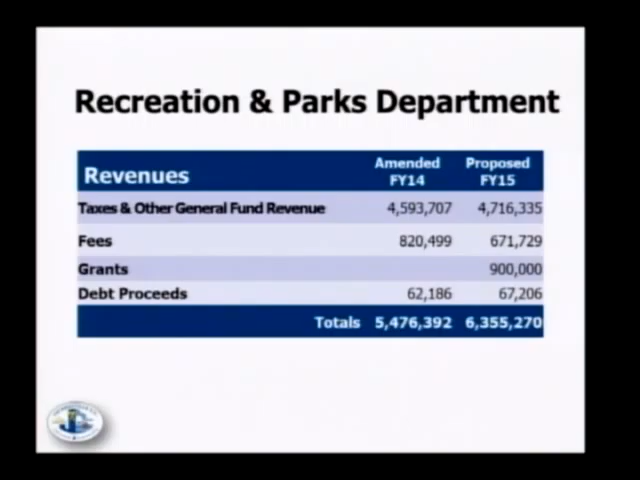 Recreation & Parks Department
Revenues Amended FY14 Proposed FY15
Taxes & Other General Fund Revenue 4,593,707 4,716,335
Fees 820,499 671,729
Grants 900,000
Debt Proceeds 62,186 67,206
Totals 5,476,392 6,355,270